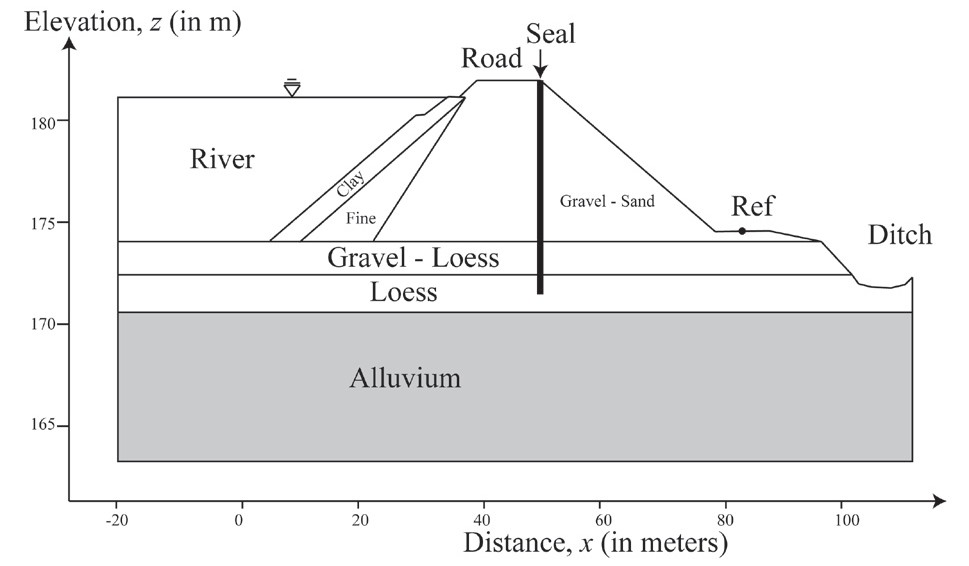 Elevation, z (in m)
Seal
Road
180
River
Clay
Fine
Gravel - Sand
Ref
175
Ditch
Gravel - Loess
Loess
170
Alluvium
165
-20 0 20 40 60 80 100
Distance, x (in meters)